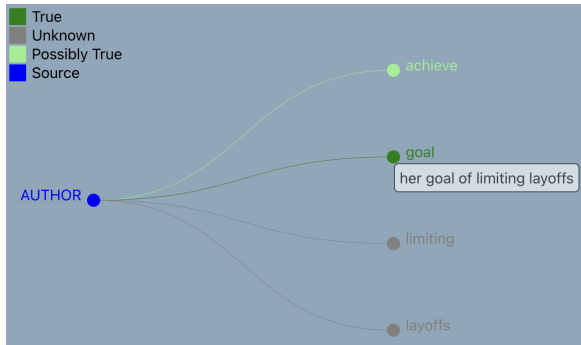 True
Unknown
Possibly True
Source
achieve
goal
her goal of limiting layoffs
AUTHOR
limiting
layoffs